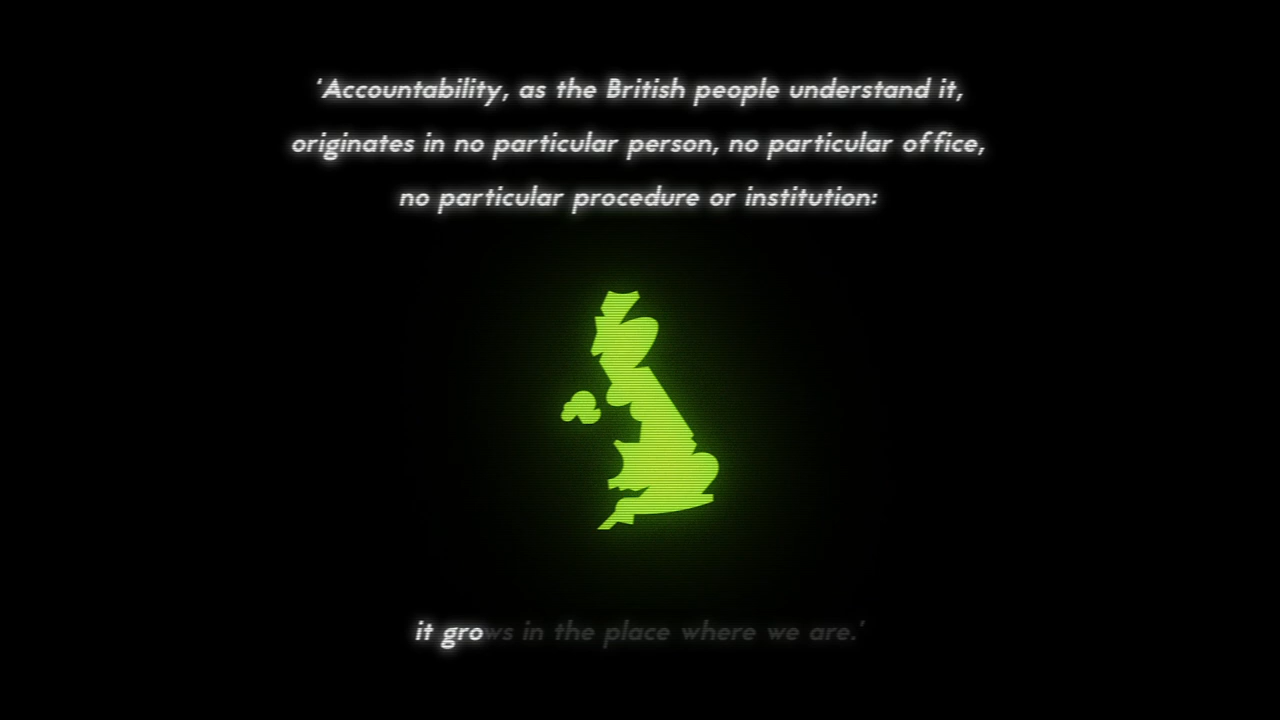 ‘Accountability, as the British people understand it,
originates in no particular person, no particular office,
no particular procedure or institution:
it grows in the place where we are.’